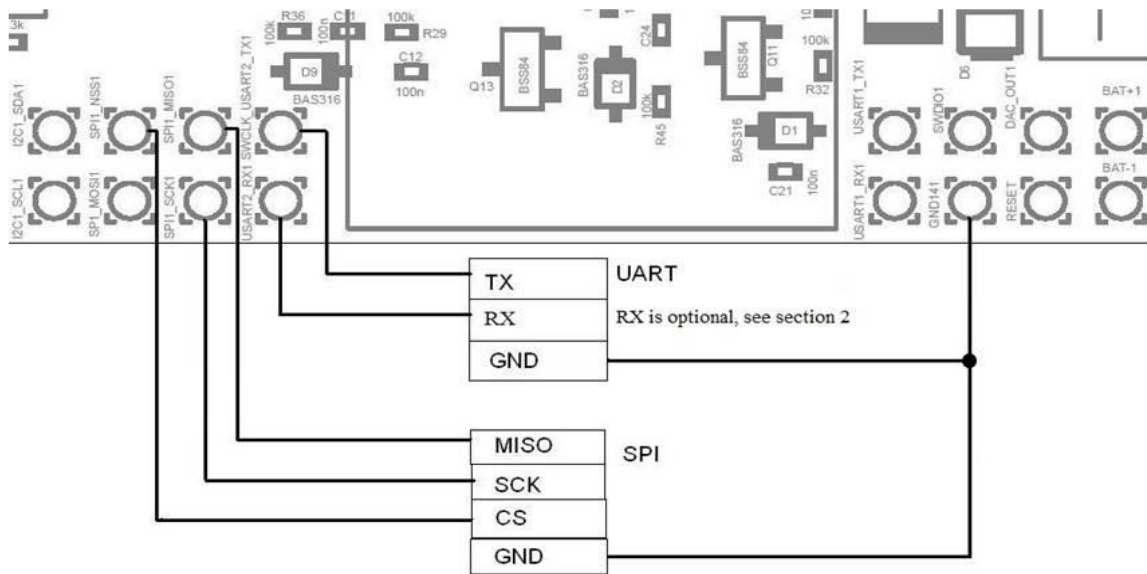 3k
R36
100k
C11
100n
100k
R29
C12
100n
D9
BAS316
Q13
BSS84
BAS316
D2
C24
100k
R45
BSS84
Q11
100k
R32
BAS316
D1
C21
100n
D6
I2C1_SDA1
SPI1_NSS1
SPI1_MISO1
SWCLK_USART2_TX1
USART1_TX1
SWDIO1
DAC_OUT1
BAT+1
I2C1_SCL1
SP1_MOSI1
SPI1_SCK1
USART2_RX1
USART1_RX1
GND141
RESET
BAT-1
TX
UART
RX
RX is optional, see section 2
GND
MISO
SPI
SCK
CS
GND